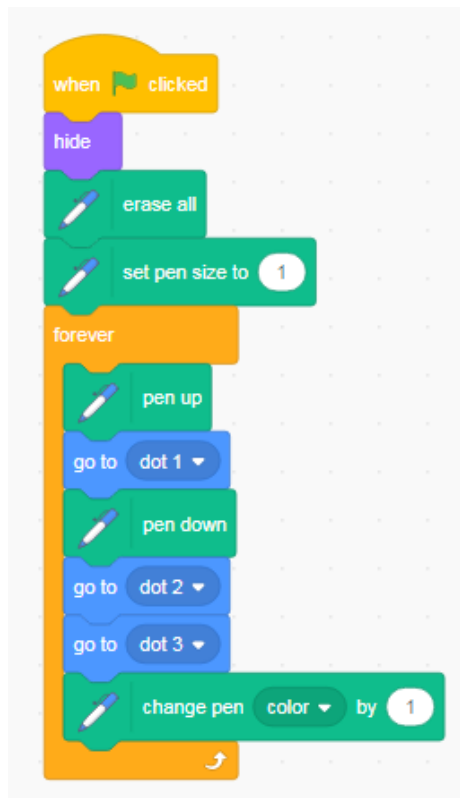 when clicked
hide
erase all
set pen size to 1
forever
pen up
go to dot 1
pen down
go to dot 2
go to dot 3
change pen color by 1